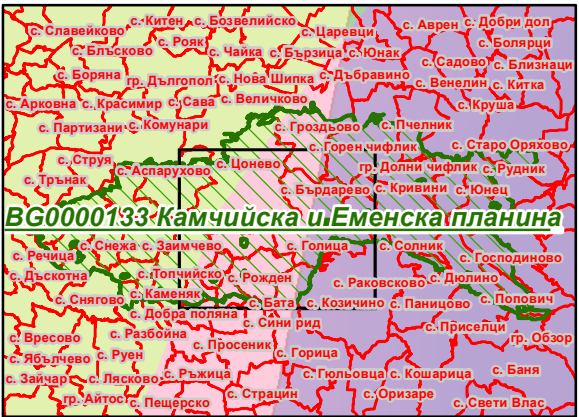 с. Славейково с. Китен с. Бозвелийско с. Царевци с. Аврен с. Добри дол
с. Блъсково с. Рояк с. Чайка с. Бързица с. Юнак с. Болярци
с. Боряна гр. Дългопол с. Нова Шипка с. Дъбравино с. Садово с. Близнаци
с. Венелин с. Китка
с. Арковна с. Красимир с. Сава с. Величково с. Круша
с. Партизани с. Комунари с. Гроздьово с. Пчелник
с. Струя с. Аспарухово с. Цонево с. Горен чифлик с. Старо Оряхово
с. Трънак гр. Долни чифлик с. Рудник
с. Бърдарево с. Кривини с. Юнец
BG0000133 Камчийска и Еменска планина
с. Речица с. Снежа с. Заимчево с. Голица с. Солник с. Господиново
с. Дъскотна с. Топчийско с. Рожден с. Раковсково с. Дюлино
с. Снягово с. Каменяк с. Бата с. Козичино с. Паницово с. Попович
с. Добра поляна с. Сини рид с. Приселци
с. Вресово с. Разбойна с. Просеник с. Горица гр. Обзор
с. Ябълчево с. Руен
с. Зайчар с. Лясково с. Ръжица с. Гюльовца с. Кошарица с. Баня
гр. Айтос с. Пещерско с. Страцин с. Оризаре с. Свети Влас